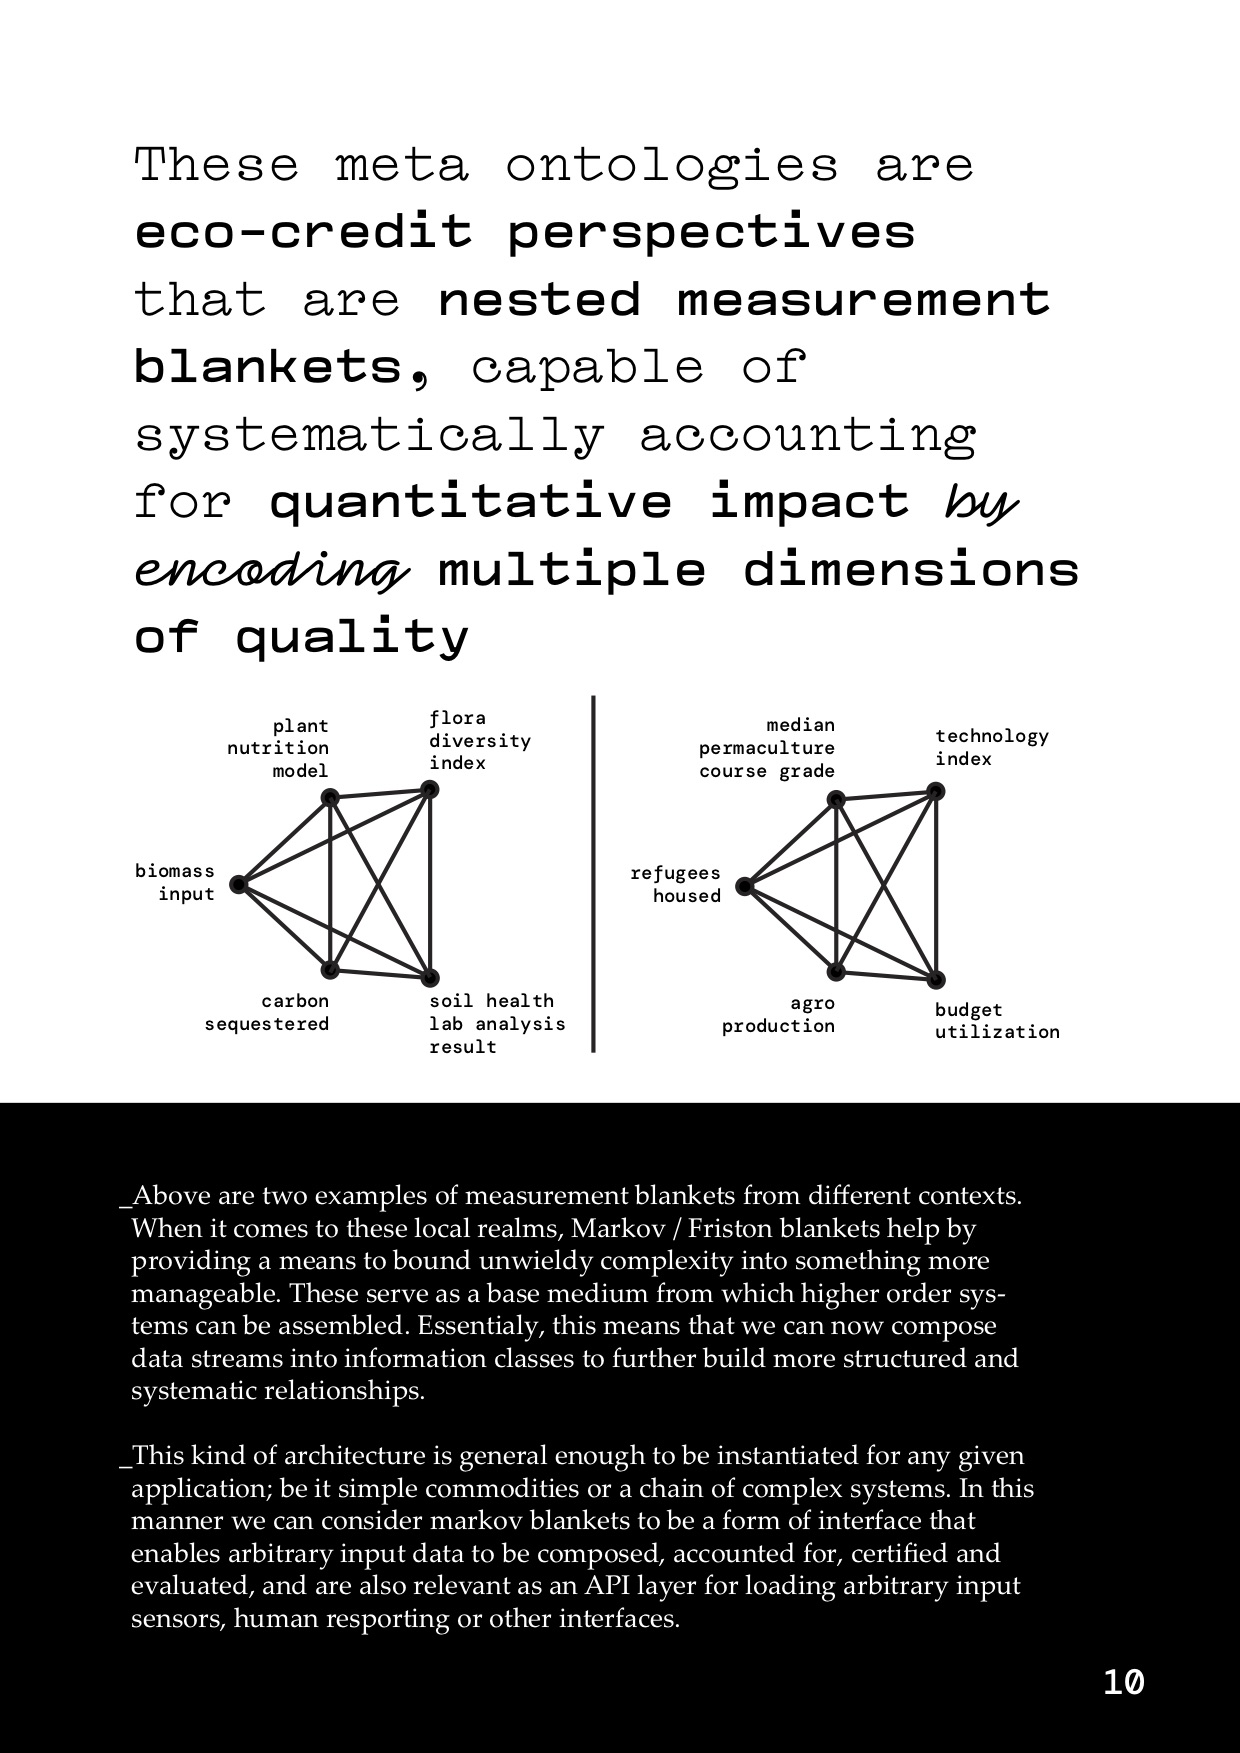 These meta ontologies are
eco-credit perspectives
that are nested measurement
blankets, capable of
systematically accounting
for quantitative impact by
encoding multiple dimensions
of quality
plant
nutrition
model
flora
diversity
index
biomass
input
carbon
sequestered
soil health
lab analysis
result
median
permaculture
course grade
technology
index
refugees
housed
agro
production
budget
utilization
_Above are two examples of measurement blankets from different contexts.
When it comes to these local realms, Markov / Friston blankets help by
providing a means to bound unwieldy complexity into something more
manageable. These serve as a base medium from which higher order sys-
tems can be assembled. Essentialy, this means that we can now compose
data streams into information classes to further build more structured and
systematic relationships.
_This kind of architecture is general enough to be instantiated for any given
application; be it simple commodities or a chain of complex systems. In this
manner we can consider markov blankets to be a form of interface that
enables arbitrary input data to be composed, accounted for, certified and
evaluated, and are also relevant as an API layer for loading arbitrary input
sensors, human resporting or other interfaces.
10